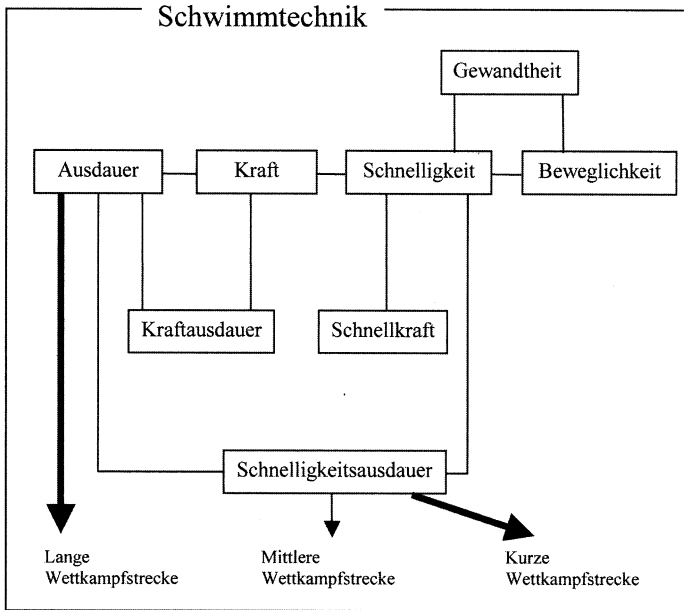 Schwimmtechnik
Gewandtheit
Ausdauer
Kraft
Schnelligkeit
Beweglichkeit
Kraftausdauer
Schnellkraft
Schnelligkeitsausdauer
Lange
Wettkampfstrecke
Mittlere
Wettkampfstrecke
Kurze
Wettkampfstrecke